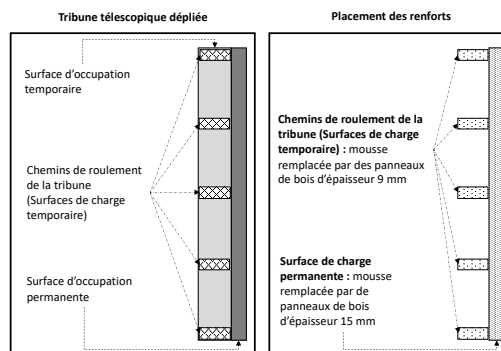 Tribune télescopique dépliée
Surface d'occupation
temporaire
Chemins de roulement
de la tribune
(Surfaces de charge
temporaire)
Surface d'occupation
permanente
Placement des renforts
Chemins de roulement de la
tribune (Surfaces de charge
temporaire) : mousse
remplacée par des panneaux
de bois d'épaisseur 9 mm
Surface de charge
permanente : mousse
remplacée par de
panneaux de bois
d'épaisseur 15 mm